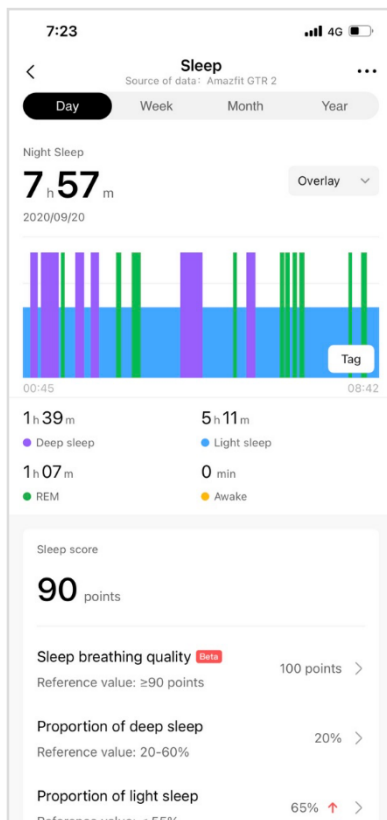 7:23
4G
Sleep
Source of data: Amazfit GTR 2
Day Week Month Year
Night Sleep
7 h 57 m
Overlay
2020/09/20
Tag
00:45 08:42
1 h 39 m 5 h 11 m
Deep sleep Light sleep
1 h 07 m 0 min
REM Awake
Sleep score
90 points
Sleep breathing quality Beta
100 points
Reference value: ≥90 points
Proportion of deep sleep
20%
Reference value: 20-60%
Proportion of light sleep
65% ↑
Reference value: 55%